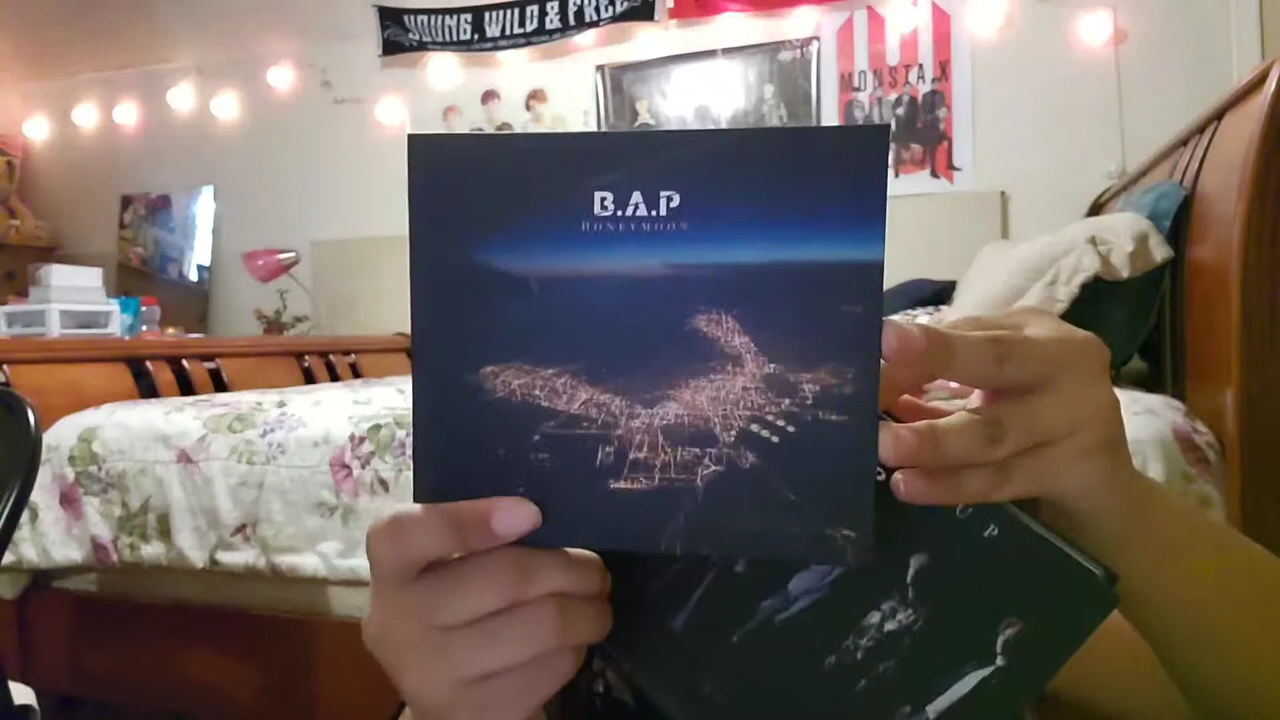 YOUNG, WILD & FREE
MONSTA X
B.A.P
HONEYMOON
U P